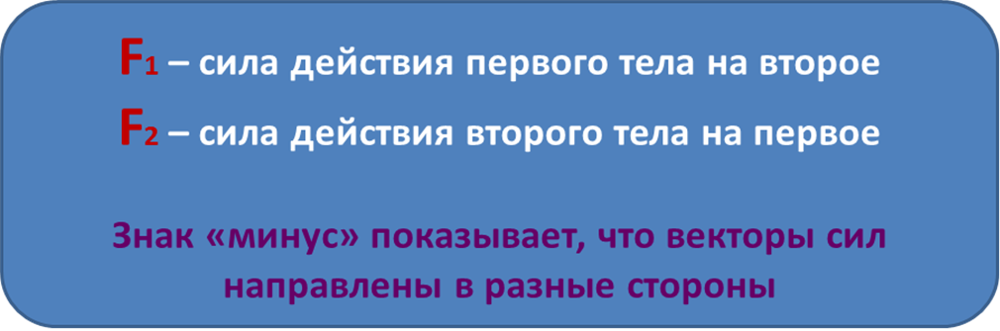 F1 – сила действия первого тела на второе
F2 – сила действия второго тела на первое
Знак «минус» показывает, что векторы сил
направлены в разные стороны